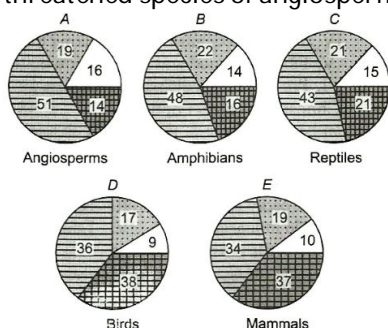 threatened species of angiosperm
A B C
19 16 14 51
22 14 16 48
21 15 21 43
Angiosperms Amphibians Reptiles
D E
17 9 38 36
19 10 37 34
Birds Mammals